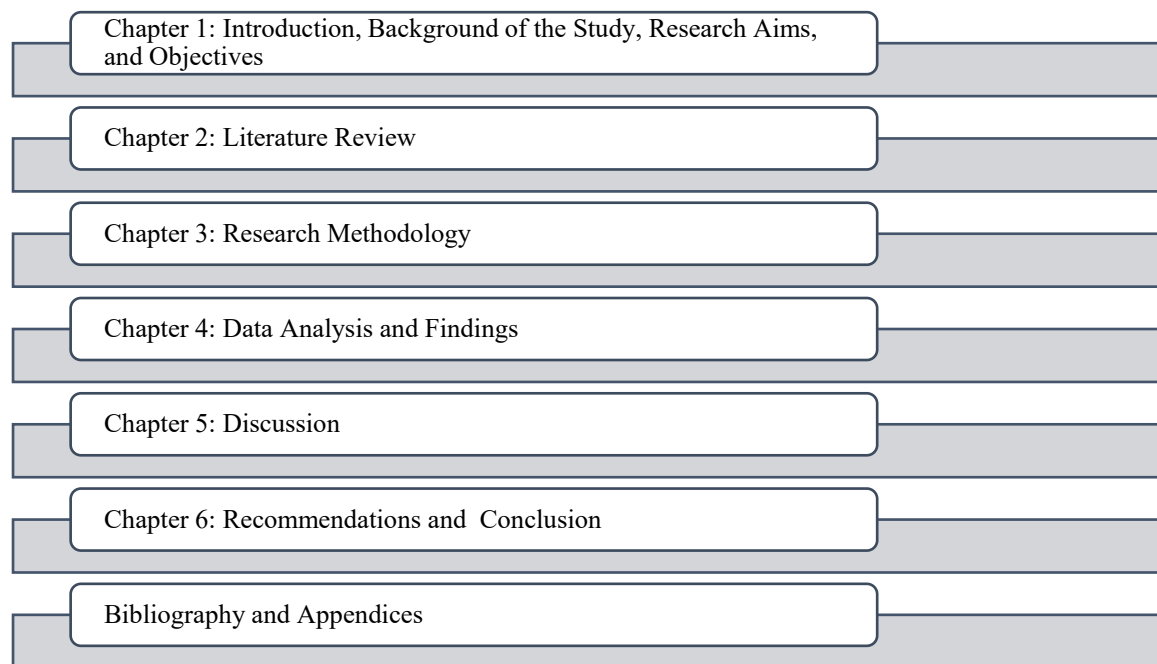 Chapter 1: Introduction, Background of the Study, Research Aims,
and Objectives
Chapter 2: Literature Review
Chapter 3: Research Methodology
Chapter 4: Data Analysis and Findings
Chapter 5: Discussion
Chapter 6: Recommendations and  Conclusion
Bibliography and Appendices